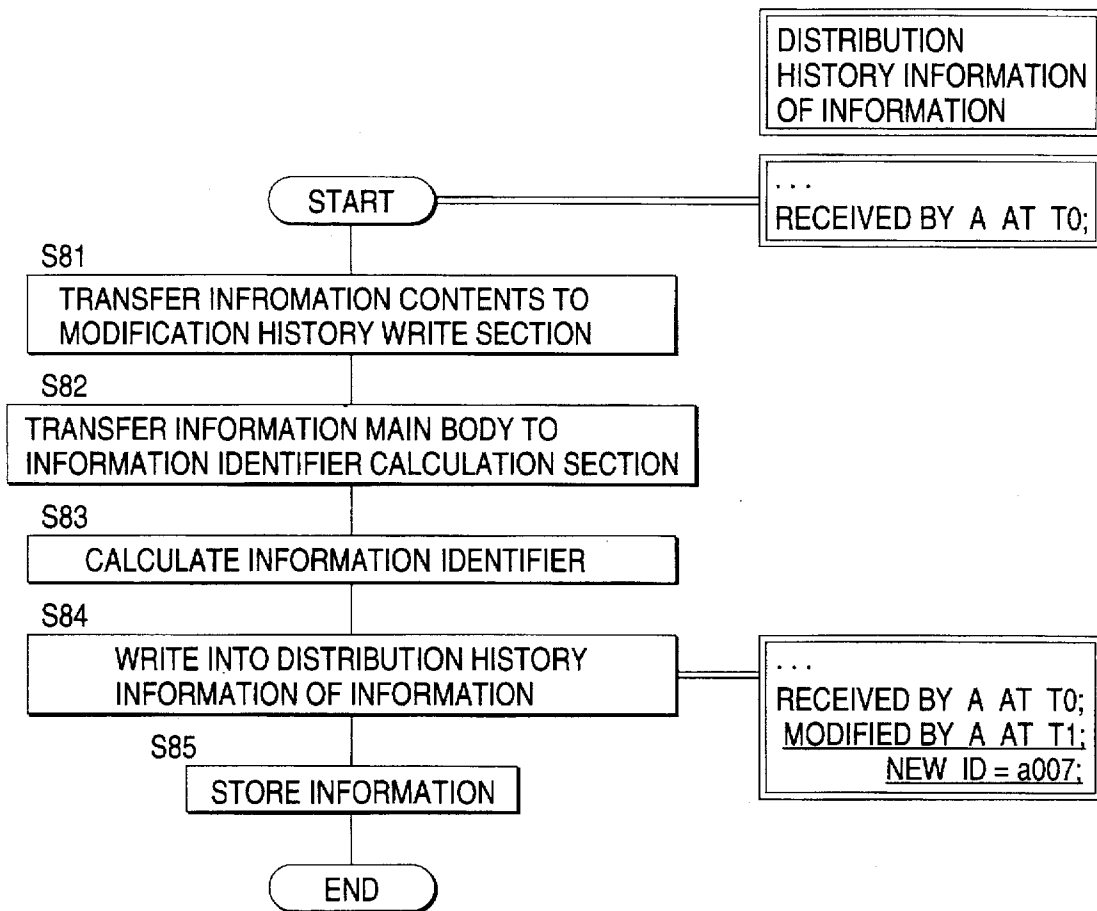 DISTRIBUTION
HISTORY INFORMATION
OF INFORMATION
START
. . .
RECEIVED BY A AT T0;
S81
TRANSFER INFROMATION CONTENTS TO
MODIFICATION HISTORY WRITE SECTION
S82
TRANSFER INFORMATION MAIN BODY TO
INFORMATION IDENTIFIER CALCULATION SECTION
S83
CALCULATE INFORMATION IDENTIFIER
S84
WRITE INTO DISTRIBUTION HISTORY
INFORMATION OF INFORMATION
. . .
RECEIVED BY A AT T0;
MODIFIED BY A AT T1;
NEW ID = a007;
S85
STORE INFORMATION
END